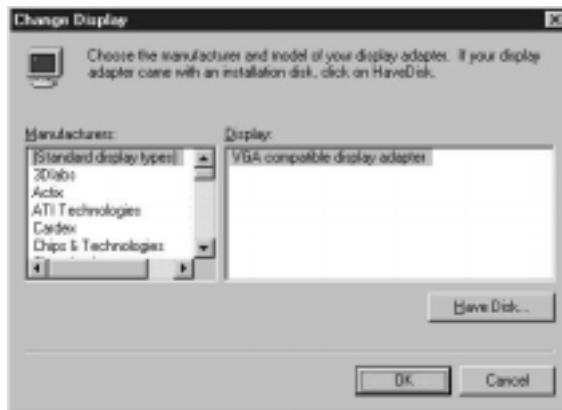 Change Display
Choose the manufacturer and model of your display adapter. If your display
adapter came with an installation disk, click on HaveDisk.
Manufacturers:
Display:
(Standard display types)
3Dlabs
Actix
ATI Technologies
Cardex
Chips & Technologies
VGA compatible display adapter
Have Disk...
OK
Cancel